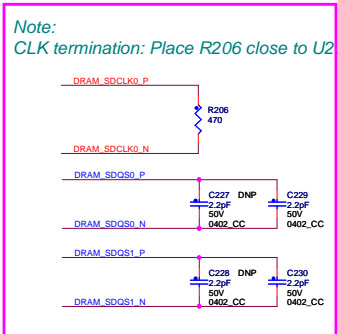 Note:
CLK termination: Place R206 close to U2
DRAM_SDCLK0_P
R206
470
DRAM_SDCLK0_N
DRAM_SDQS0_P
C227 DNP C229
2.2pF 2.2pF
50V 50V
DRAM_SDQS0_N 0402_CC 0402_CC
DRAM_SDQS1_P
C228 DNP C230
2.2pF 2.2pF
50V 50V
DRAM_SDQS1_N 0402_CC 0402_CC